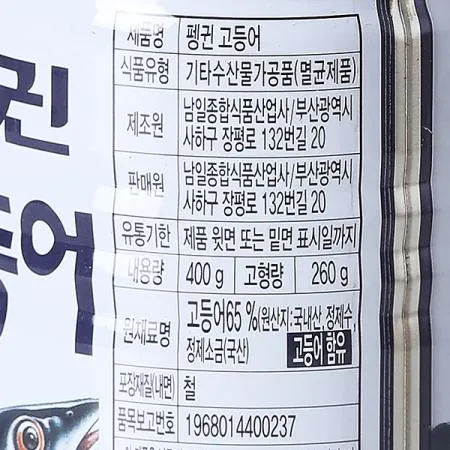 권
등어
제품명 펭귄 고등어
식품유형 기타수산물가공품(멸균제품)
제조원 남일종합식품산업사/부산광역시
사하구 장평로 132번길 20
판매원 남일종합식품산업사/부산광역시
사하구 장평로 132번길 20
유통기한 제품 윗면 또는 밑면 표시일까지
내용량 400 g 고형량 260 g
원재료명 고등어65 %(원산지:국내산, 정제수,
정제소금(국산) 고등어 함유
포장재질(내면) 철
품목보고번호 1968014400237